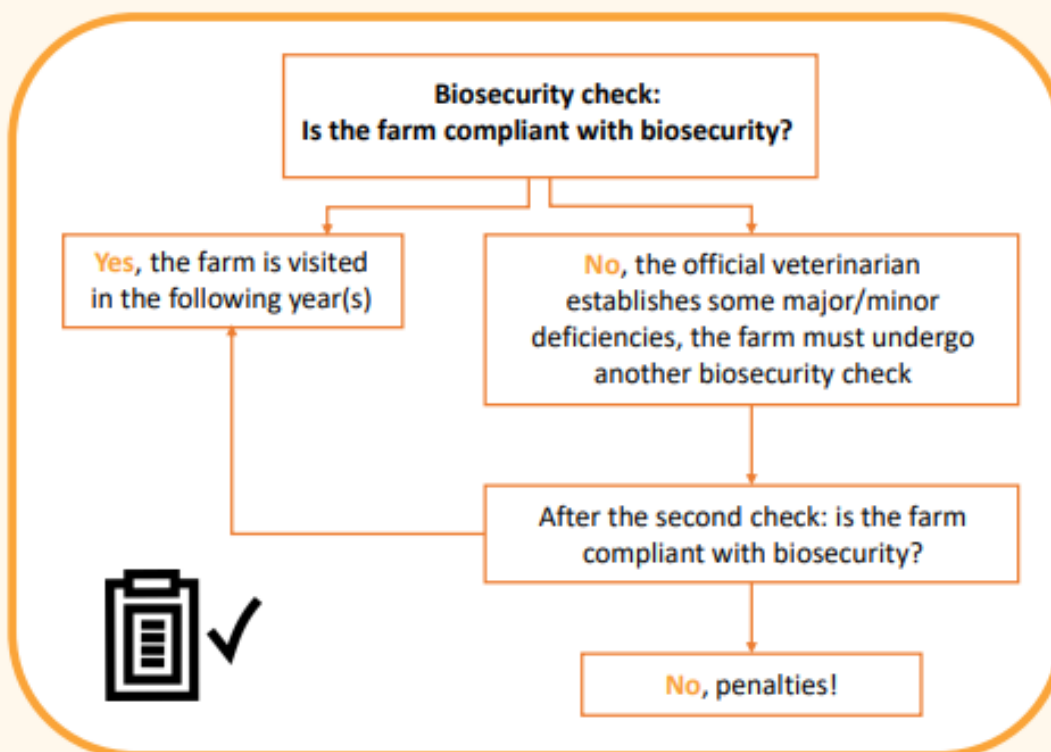 Biosecurity check:
Is the farm compliant with biosecurity?
Yes, the farm is visited
in the following year(s)
No, the official veterinarian
establishes some major/minor
deficiencies, the farm must undergo
another biosecurity check
After the second check: is the farm
compliant with biosecurity?
No, penalties!